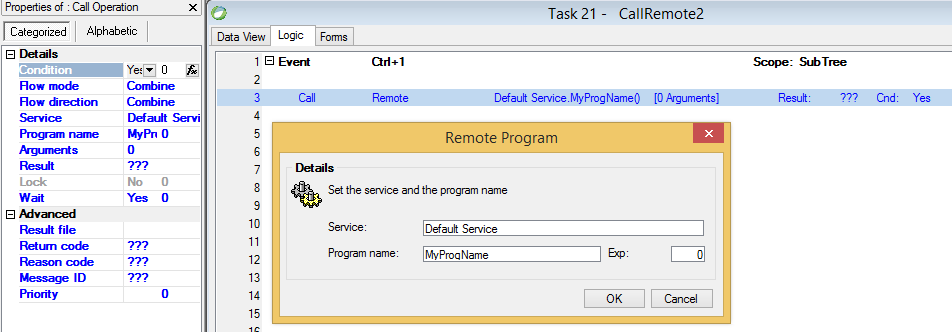 Properties of : Call Operation
Categorized Alphabetic
Details
Condition Yes 0 fx
Flow mode Combine
Flow direction Combine
Service Default Servi
Program name MyPr 0
Arguments 0
Result ???
Lock No 0
Wait Yes 0
Advanced
Result file
Return code ???
Reason code ???
Message ID ???
Priority 0
Task 21 - CallRemote2
Data View Logic Forms
1 Event Ctrl+1 Scope: SubTree
2
3 Call Remote Default Service.MyProgName() [0 Arguments] Result: ??? Cnd: Yes
4
5
6
7
8
9
10
11
12
13
14
15
16
Remote Program
Details
Set the service and the program name
Service: Default Service
Program name: MyProgName Exp: 0
OK Cancel